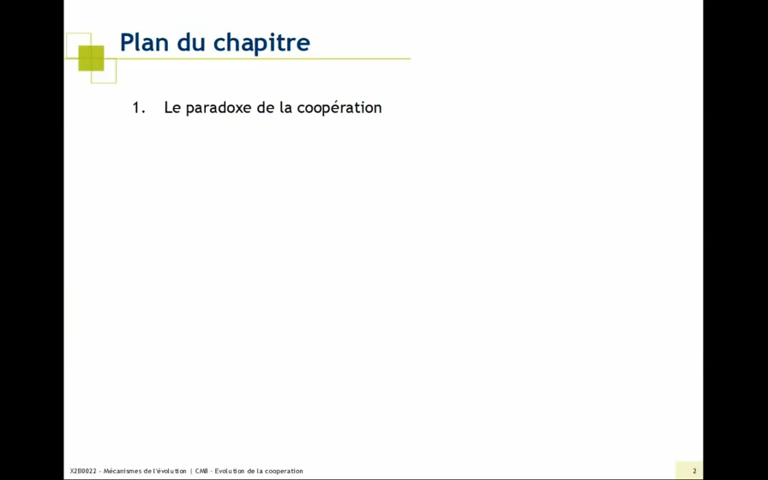 Plan du chapitre
1. Le paradoxe de la coopération
X2B0022 - Mécanismes de l'évolution | CM8 - Evolution de la cooperation
2